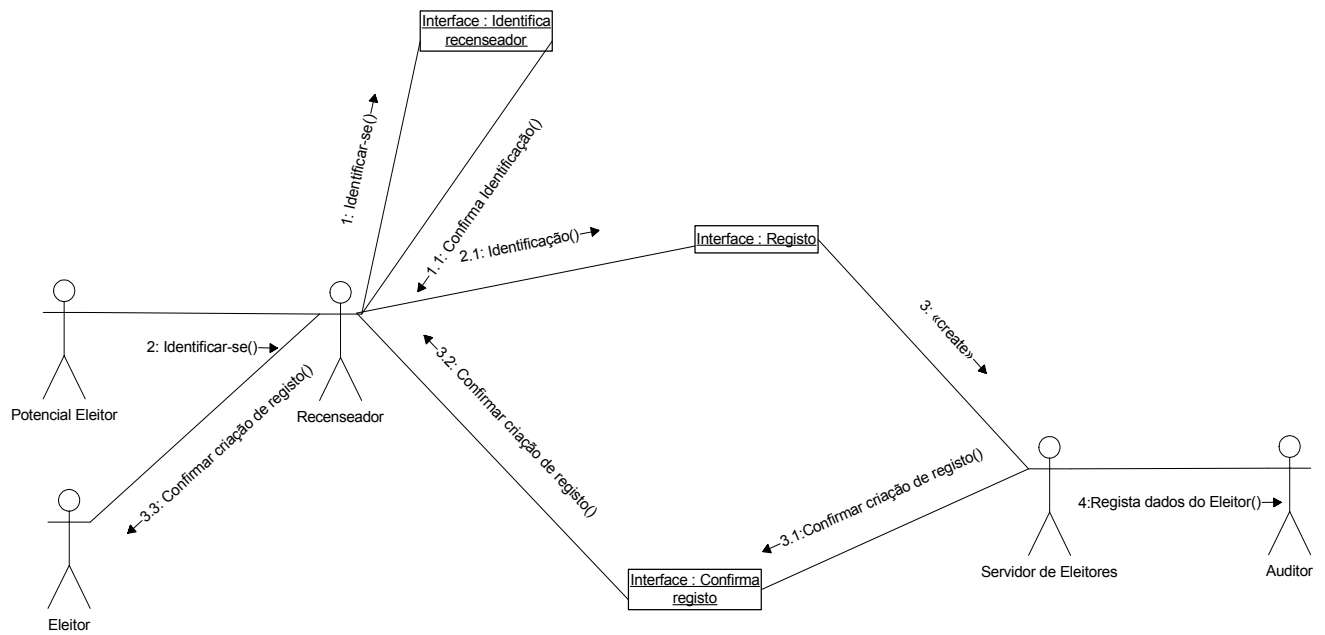 Interface : Identifica
recenseador
1: Identificar-se()
1.1: Confirma Identificação()
2.1: Identificação()
Interface : Registo
3: «create»
2: Identificar-se()
Potencial Eleitor
Recenseador
3.2: Confirmar criação de registo()
3.3: Confirmar criação de registo()
3.1:Confirmar criação de registo()
4:Regista dados do Eleitor()
Servidor de Eleitores
Auditor
Interface : Confirma
registo
Eleitor